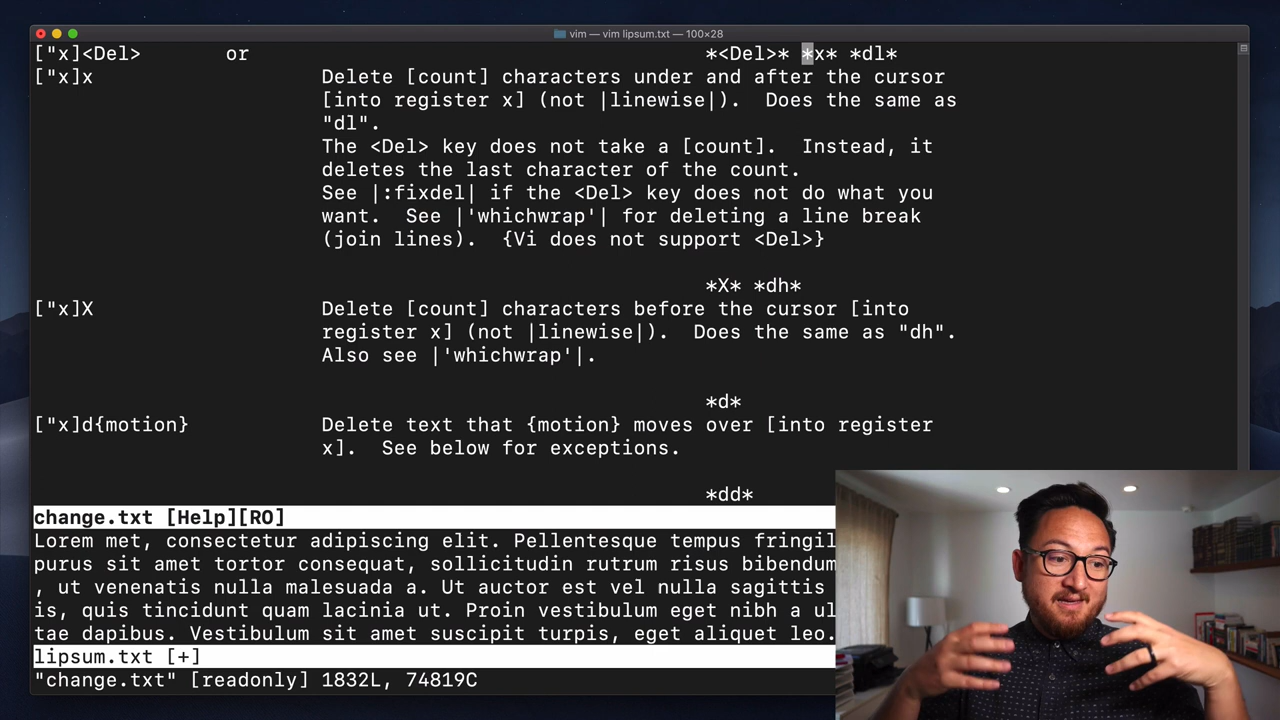 vim — vim lipsum.txt — 100×28
["x]<Del> or *<Del>* *x* *dl*
["x]x Delete [count] characters under and after the cursor
[into register x] (not |linewise|). Does the same as
"dl".
The <Del> key does not take a [count]. Instead, it
deletes the last character of the count.
See |:fixdel| if the <Del> key does not do what you
want. See |'whichwrap'| for deleting a line break
(join lines). {Vi does not support <Del>}
*X* *dh*
["x]X Delete [count] characters before the cursor [into
register x] (not |linewise|). Does the same as "dh".
Also see |'whichwrap'|.
*d*
["x]d{motion} Delete text that {motion} moves over [into register
x]. See below for exceptions.
*dd*
change.txt [Help][RO]
Lorem met, consectetur adipiscing elit. Pellentesque tempus fringil
purus sit amet tortor consequat, sollicitudin rutrum risus bibendum
, ut venenatis nulla malesuada a. Ut auctor est vel nulla sagittis
is, quis tincidunt quam lacinia ut. Proin vestibulum eget nibh a ul
tae dapibus. Vestibulum sit amet suscipit turpis, eget aliquet leo.
lipsum.txt [+]
"change.txt" [readonly] 1832L, 74819C